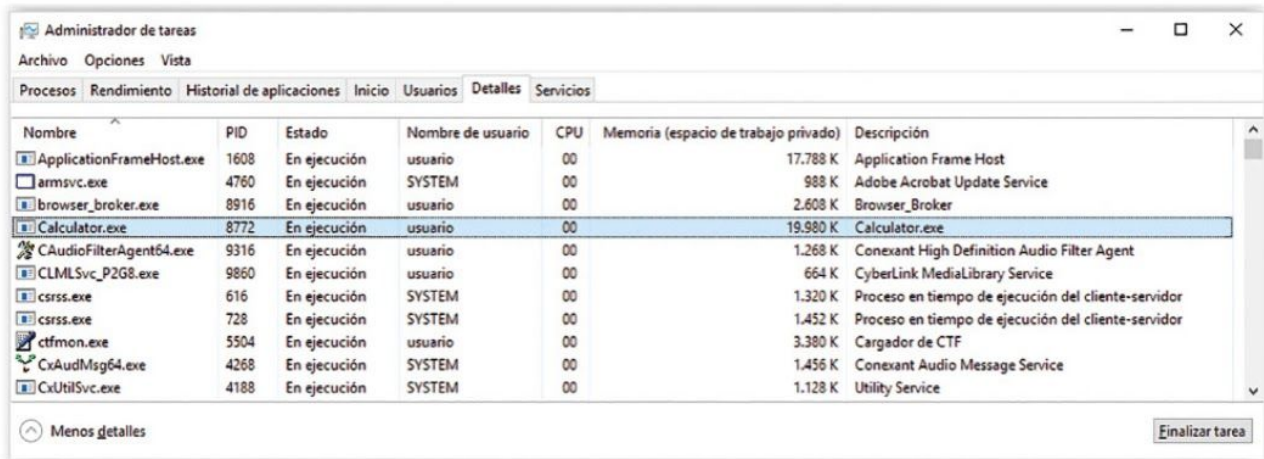 Administrador de tareas
Archivo Opciones Vista
Procesos Rendimiento Historial de aplicaciones Inicio Usuarios Detalles Servicios
Nombre PID Estado Nombre de usuario CPU Memoria (espacio de trabajo privado) Descripción
ApplicationFrameHost.exe 1608 En ejecución usuario 00 17.788 K Application Frame Host
armsvc.exe 4760 En ejecución SYSTEM 00 988 K Adobe Acrobat Update Service
browser_broker.exe 8916 En ejecución usuario 00 2.608 K Browser_Broker
Calculator.exe 8772 En ejecución usuario 00 19.980 K Calculator.exe
CAudioFilterAgent64.exe 9316 En ejecución usuario 00 1.268 K Conexant High Definition Audio Filter Agent
CLMLSvc_P2G8.exe 9860 En ejecución usuario 00 664 K CyberLink MediaLibrary Service
csrss.exe 616 En ejecución SYSTEM 00 1.320 K Proceso en tiempo de ejecución del cliente-servidor
csrss.exe 728 En ejecución SYSTEM 00 1.452 K Proceso en tiempo de ejecución del cliente-servidor
ctfmon.exe 5504 En ejecución usuario 00 3.380 K Cargador de CTF
CxAudMsg64.exe 4268 En ejecución SYSTEM 00 1.456 K Conexant Audio Message Service
CxUtilSvc.exe 4188 En ejecución SYSTEM 00 1.128 K Utility Service
Menos detalles Finalizar tarea